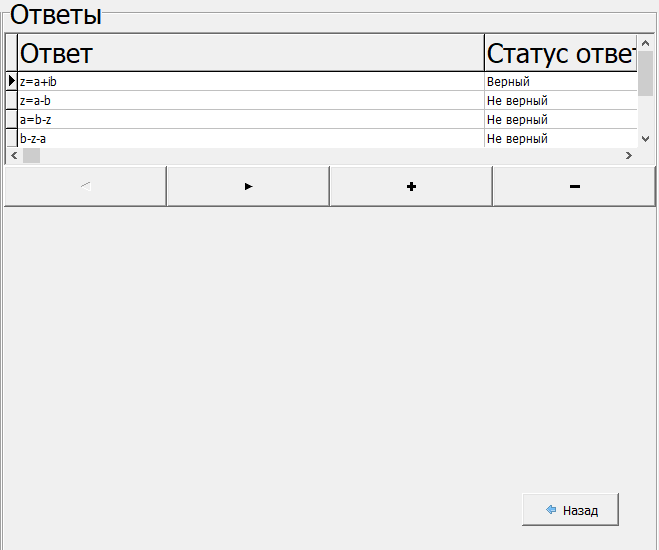 Ответы
Ответ Статус отве
z=a+ib Верный
z=a-b Не верный
a=b-z Не верный
b-z-a Не верный
Назад